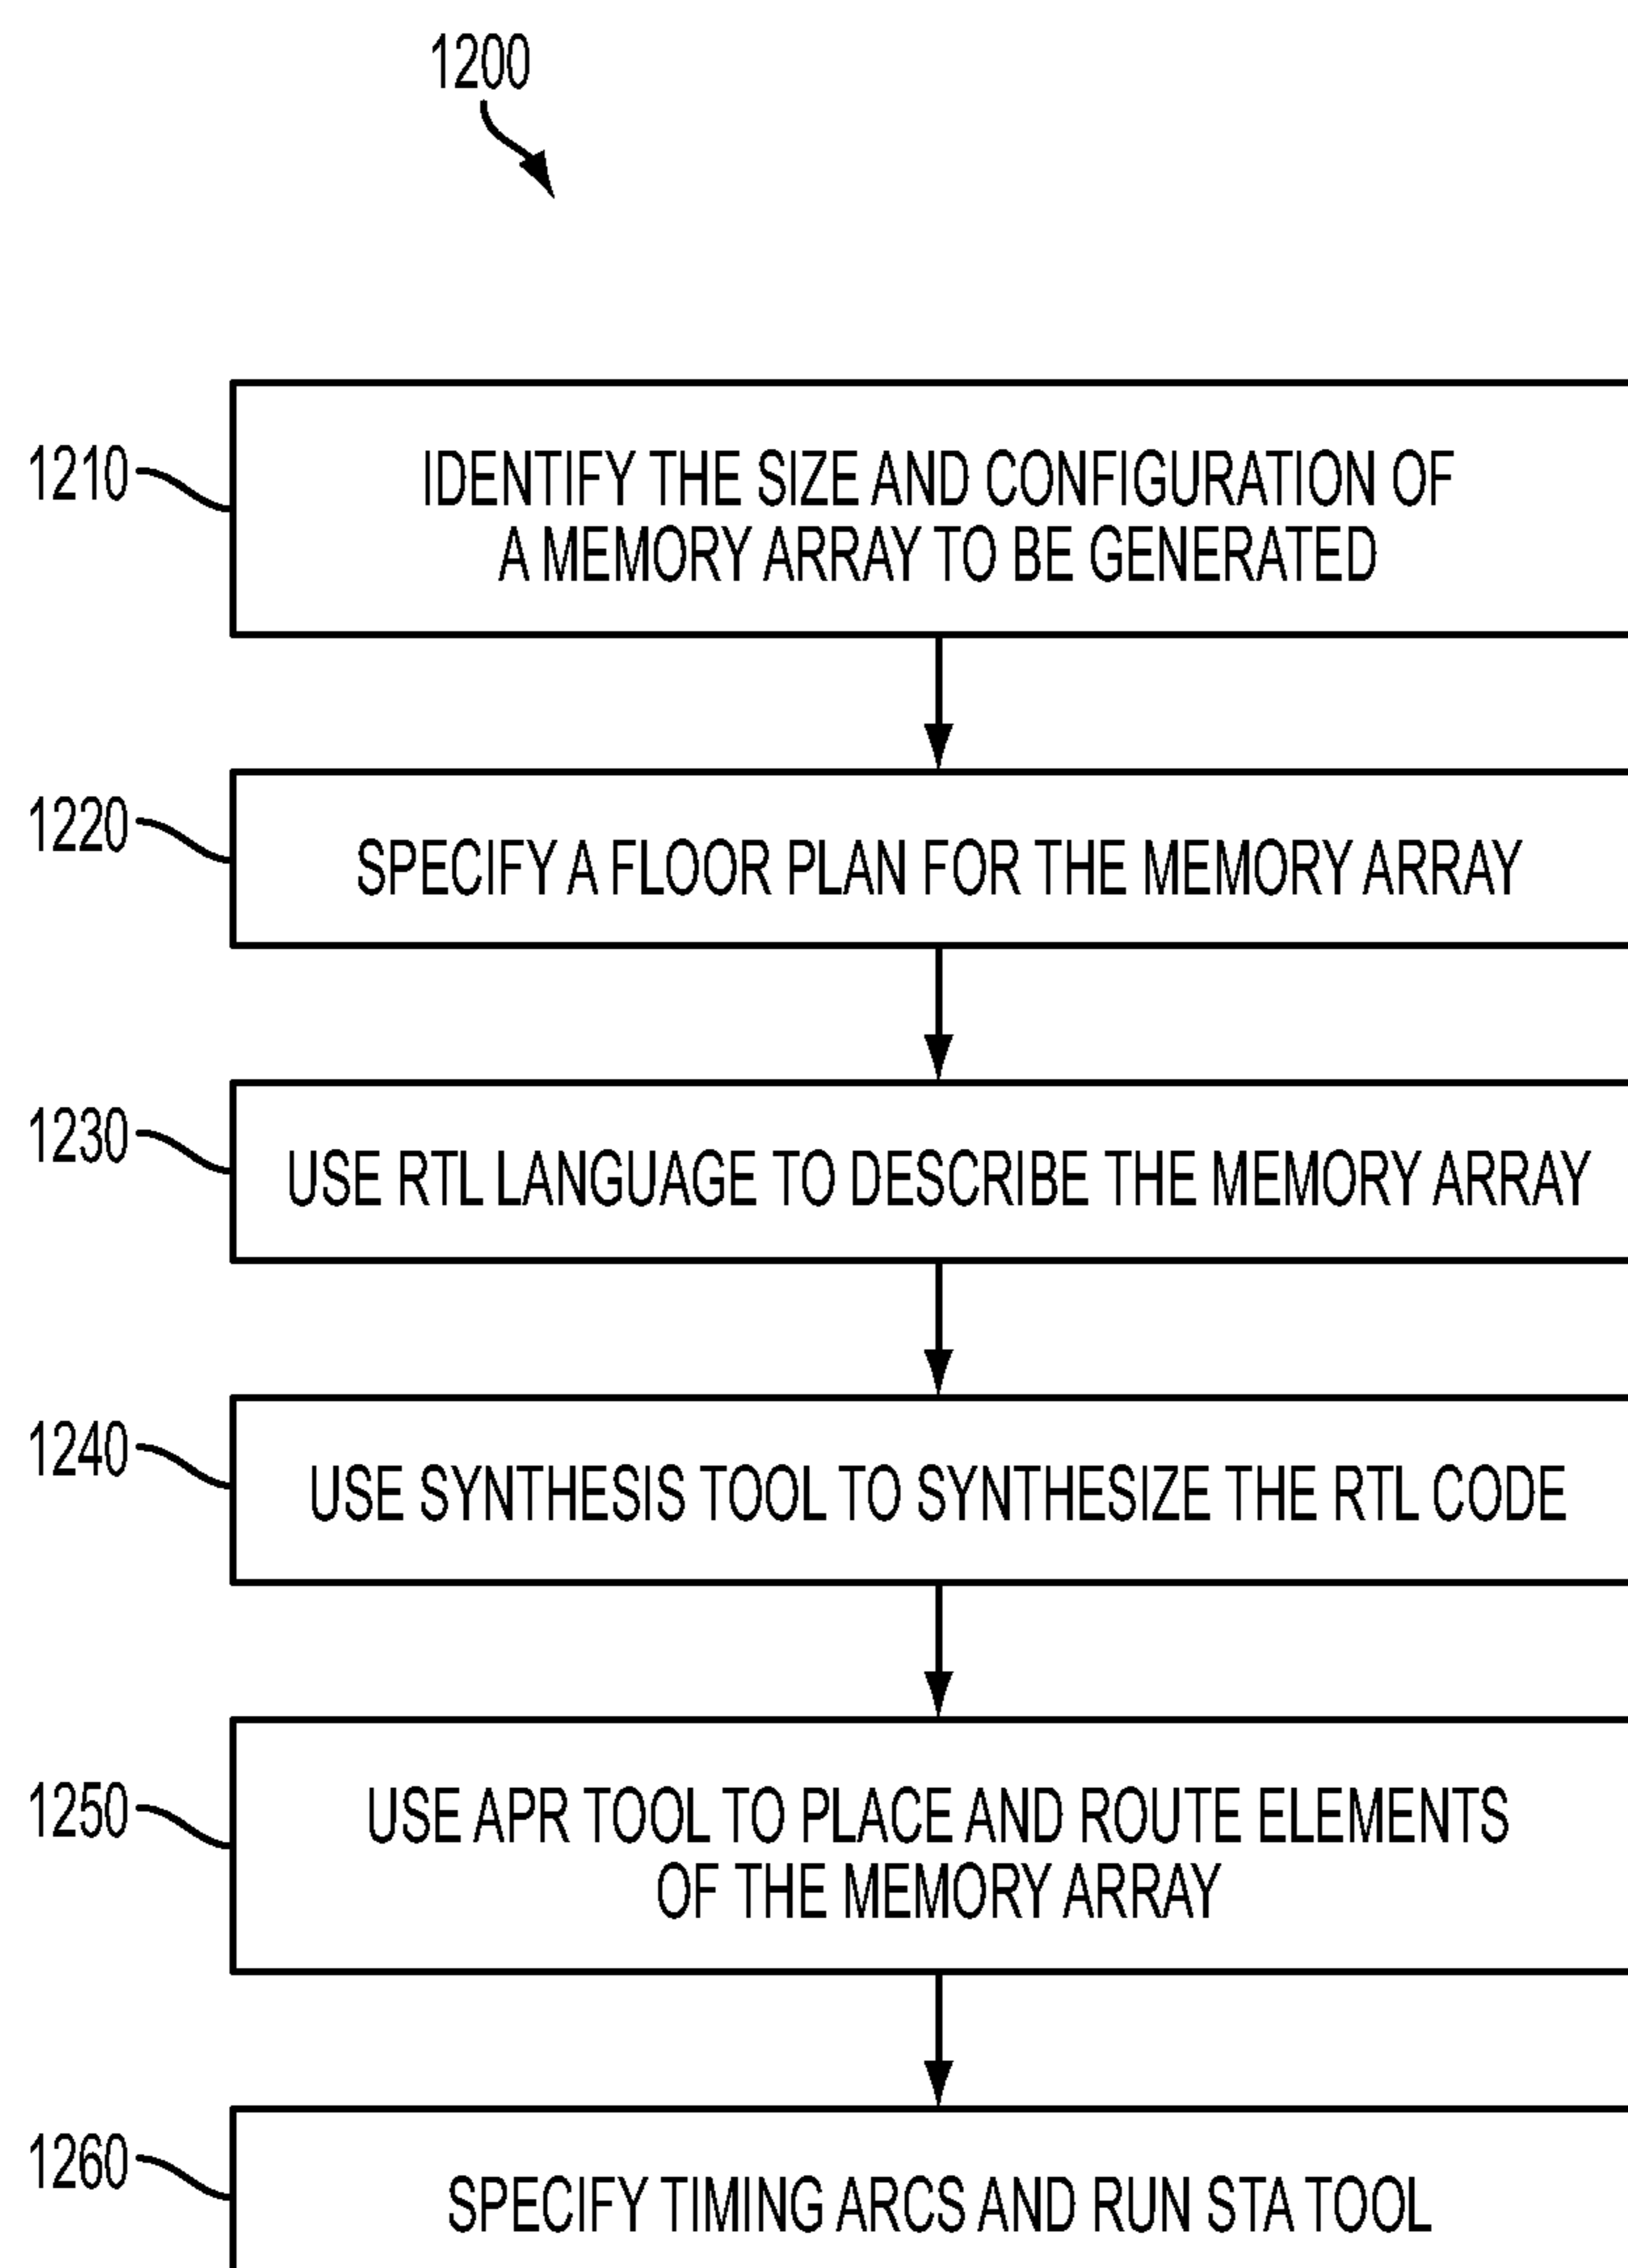 1200
1210
IDENTIFY THE SIZE AND CONFIGURATION OF
A MEMORY ARRAY TO BE GENERATED
1220
SPECIFY A FLOOR PLAN FOR THE MEMORY ARRAY
1230
USE RTL LANGUAGE TO DESCRIBE THE MEMORY ARRAY
1240
USE SYNTHESIS TOOL TO SYNTHESIZE THE RTL CODE
1250
USE APR TOOL TO PLACE AND ROUTE ELEMENTS
OF THE MEMORY ARRAY
1260
SPECIFY TIMING ARCS AND RUN STA TOOL